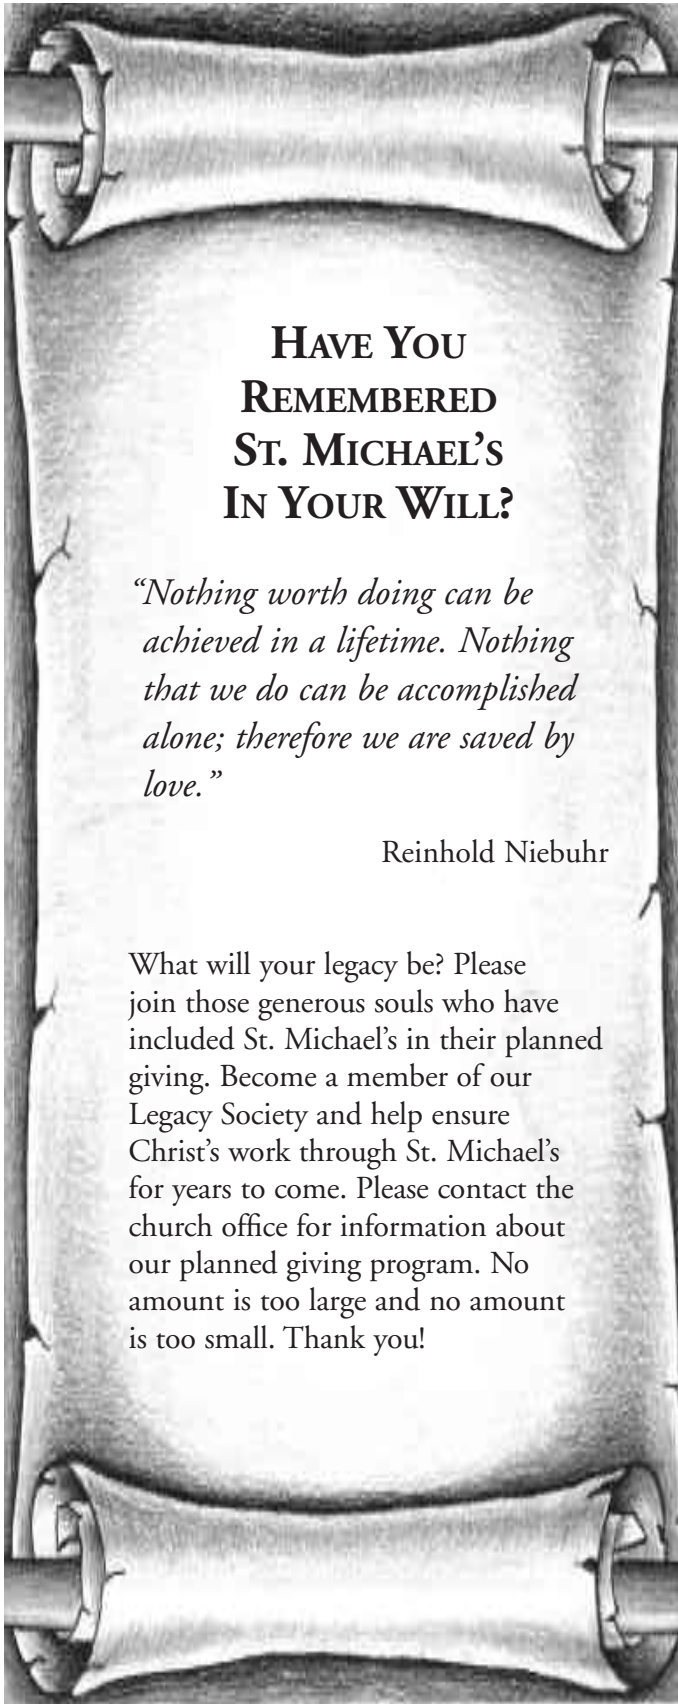 Have You
Remembered
St. Michael’s
In Your Will?
“Nothing worth doing can be
achieved in a lifetime. Nothing
that we do can be accomplished
alone; therefore we are saved by
love.”
Reinhold Niebuhr
What will your legacy be? Please
join those generous souls who have
included St. Michael’s in their planned
giving. Become a member of our
Legacy Society and help ensure
Christ’s work through St. Michael’s
for years to come. Please contact the
church office for information about
our planned giving program. No
amount is too large and no amount
is too small. Thank you!